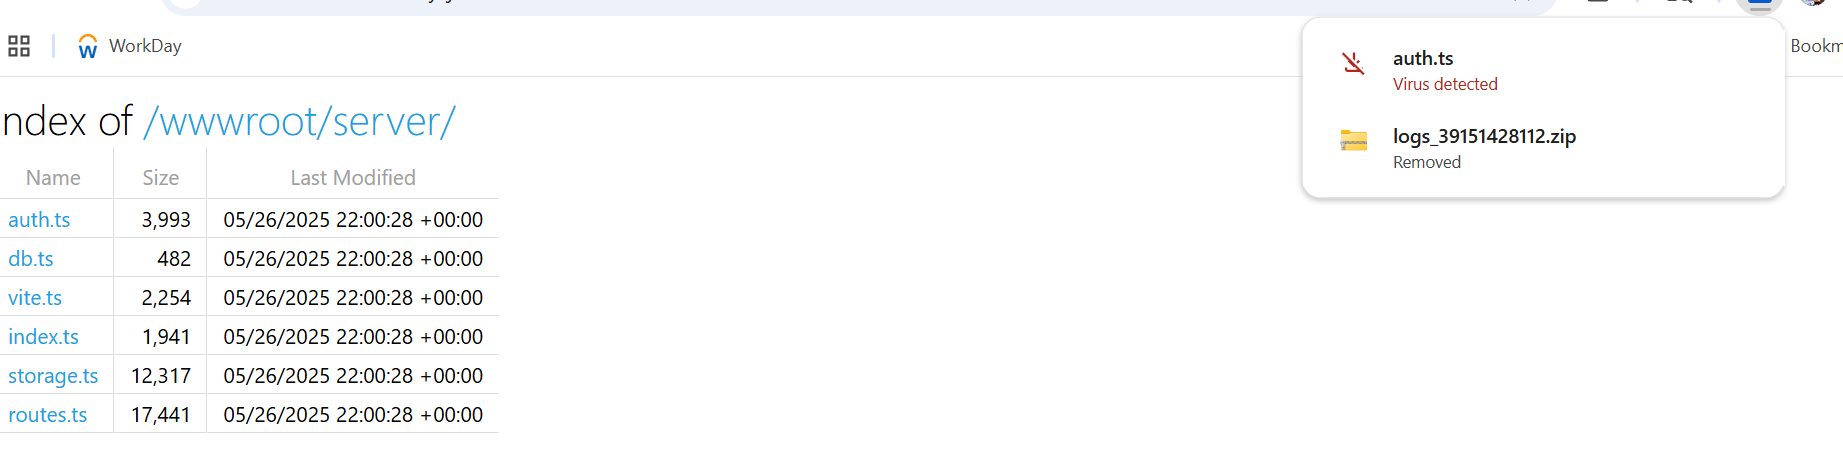 WorkDay
Bookm
auth.ts
Virus detected
logs_39151428112.zip
Removed
ndex of /wwwroot/server/
Name Size Last Modified
auth.ts 3,993 05/26/2025 22:00:28 +00:00
db.ts 482 05/26/2025 22:00:28 +00:00
vite.ts 2,254 05/26/2025 22:00:28 +00:00
index.ts 1,941 05/26/2025 22:00:28 +00:00
storage.ts 12,317 05/26/2025 22:00:28 +00:00
routes.ts 17,441 05/26/2025 22:00:28 +00:00